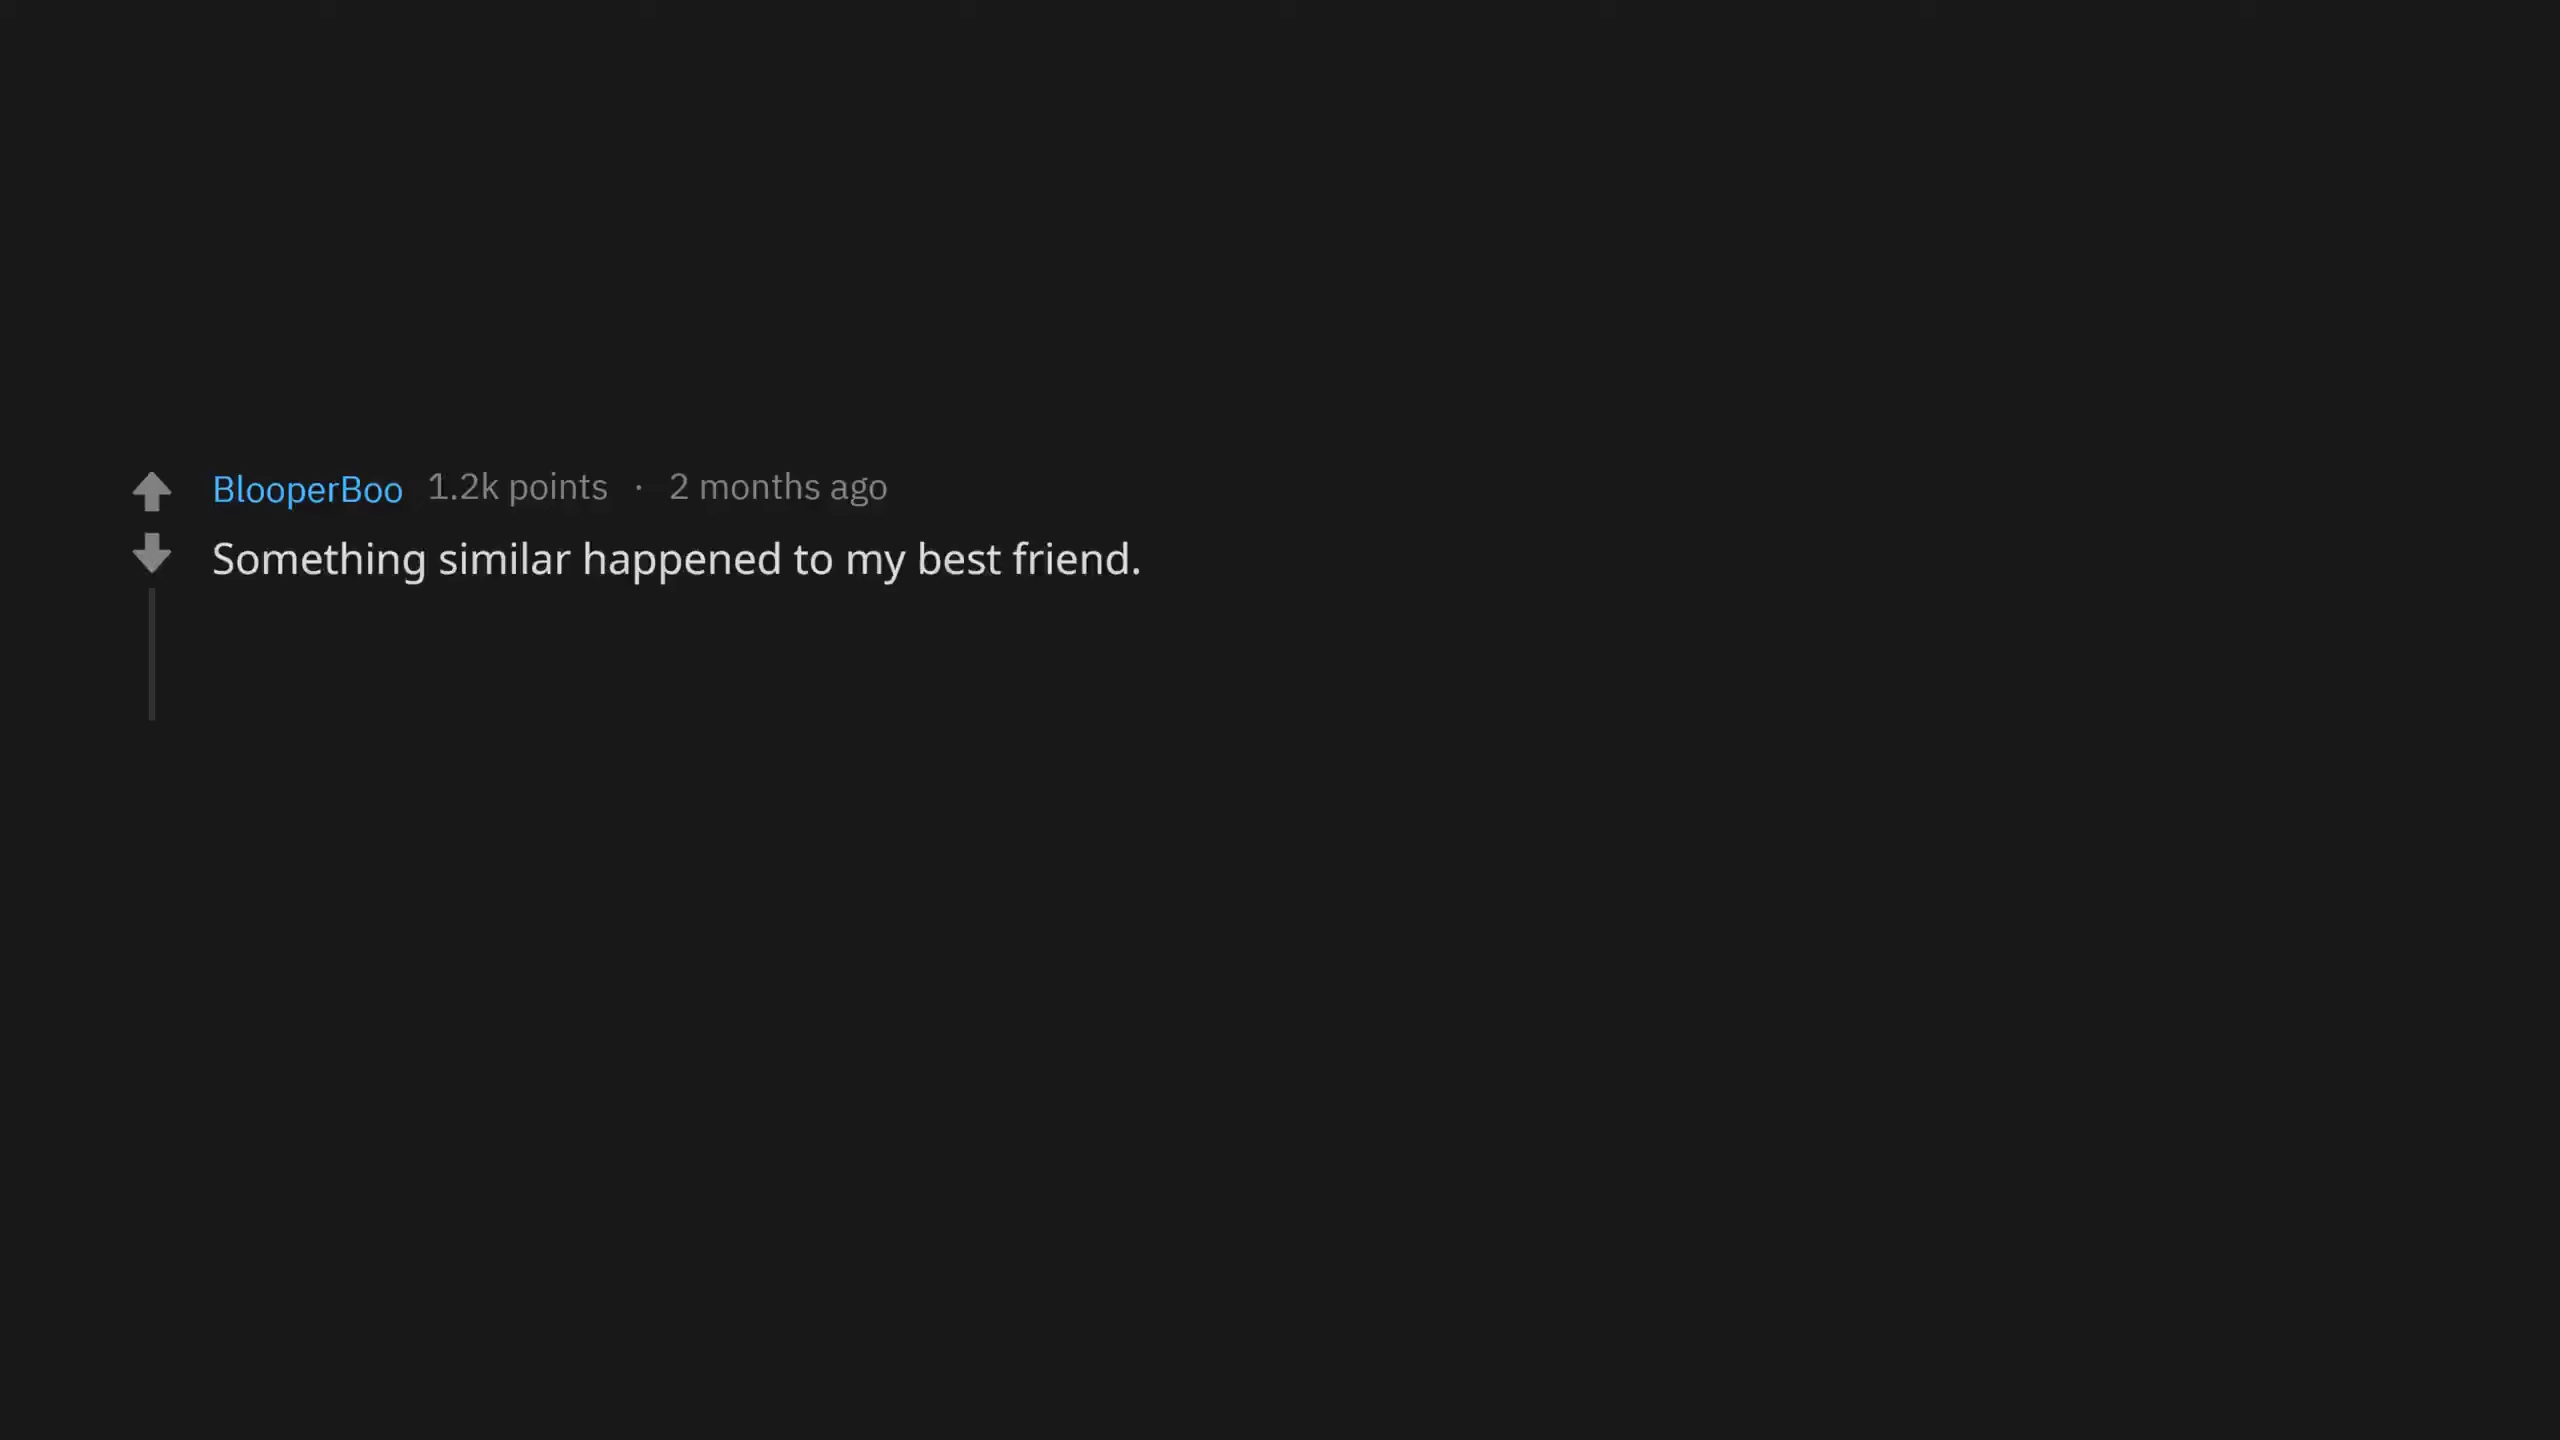 BlooperBoo 1.2k points · 2 months ago
Something similar happened to my best friend.